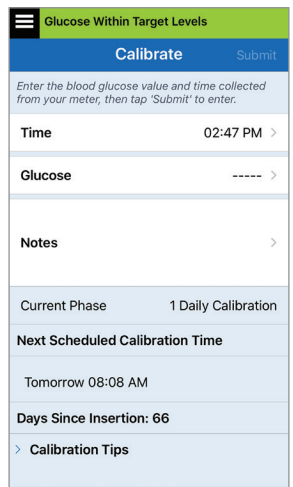 Glucose Within Target Levels
Calibrate Submit
Enter the blood glucose value and time collected
from your meter, then tap 'Submit' to enter.
Time 02:47 PM >
Glucose ----- >
Notes >
Current Phase 1 Daily Calibration
Next Scheduled Calibration Time
Tomorrow 08:08 AM
Days Since Insertion: 66
> Calibration Tips